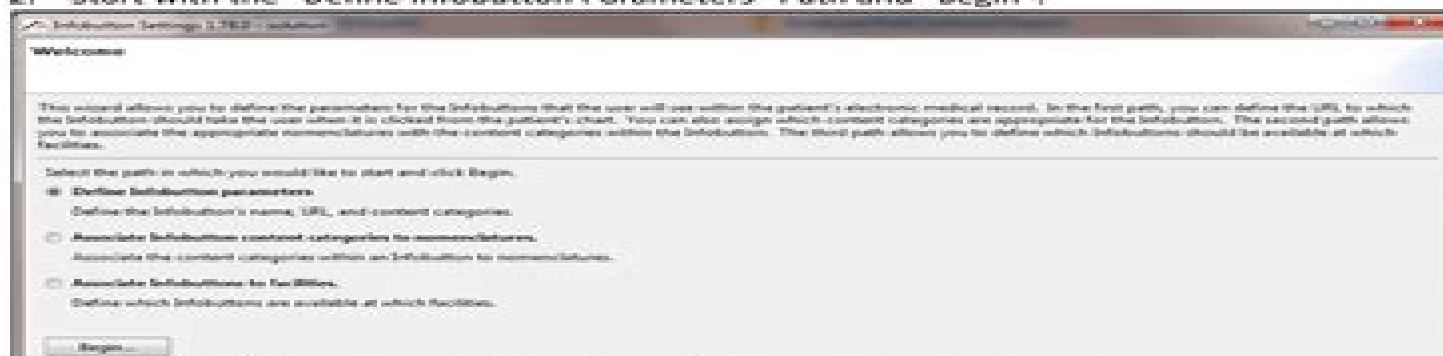 2. Start with the "Define Infobutton Parameters" Path and "Begin".
Infobutton Settings
Welcome
This wizard allows you to define the parameters for the Infobuttons that the user will see within the patient's electronic medical record. In the first path, you can define the URL to which
the Infobutton should take the user when it is clicked from the patient's chart. You can also assign which content categories are appropriate for the Infobutton. The second path allows
you to associate the appropriate nomenclatures with the content categories within the Infobutton. The third path allows you to define which Infobuttons should be available at which
facilities.
Select the path in which you would like to start and click Begin.
Define Infobutton parameters
Define the Infobutton's name, URL, and content categories.
Associate Infobutton content categories to nomenclatures.
Associate the content categories within an Infobutton to nomenclatures.
Associate Infobuttons to facilities.
Define which Infobuttons are available at which facilities.
Begin...